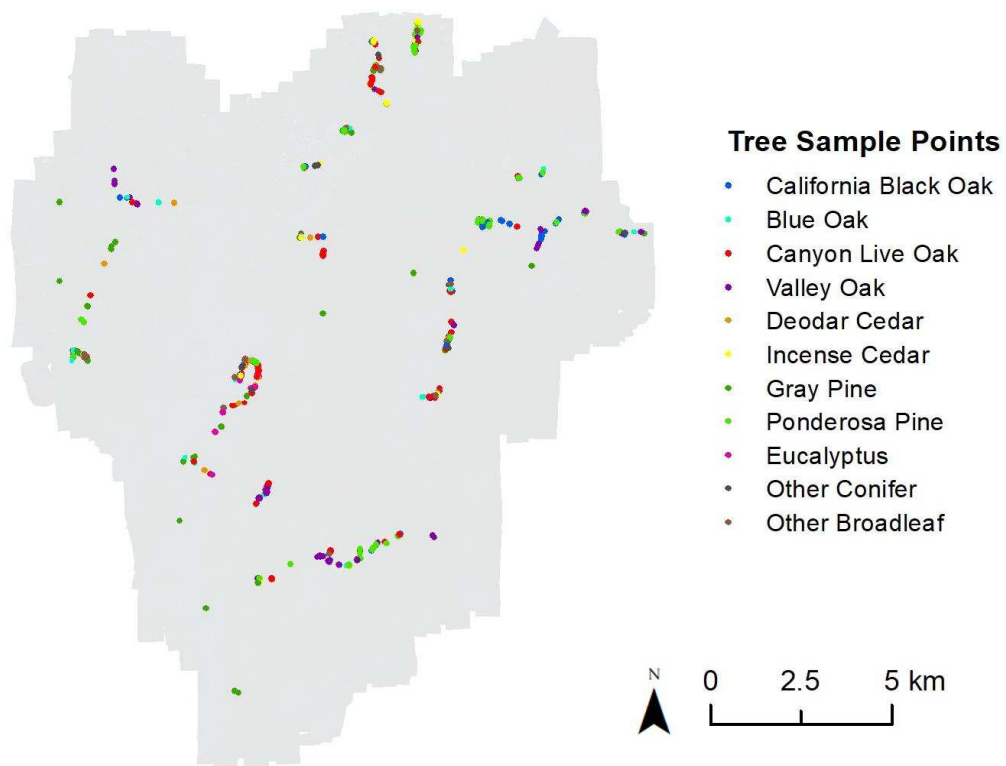 Tree Sample Points
California Black Oak
Blue Oak
Canyon Live Oak
Valley Oak
Deodar Cedar
Incense Cedar
Gray Pine
Ponderosa Pine
Eucalyptus
Other Conifer
Other Broadleaf
N
0 2.5 5 km